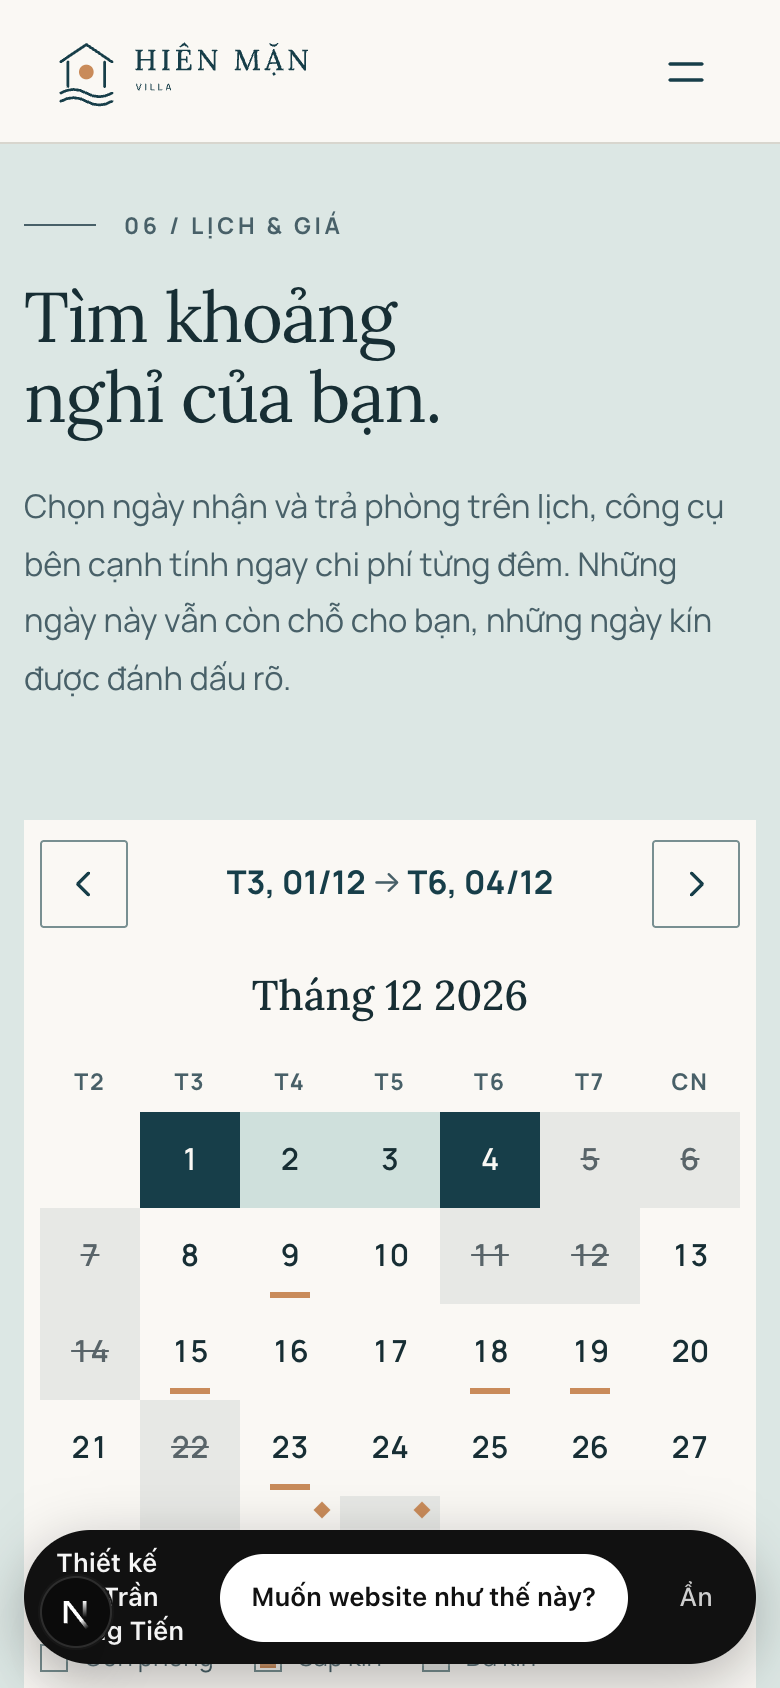 HIÊN MẶN
VILLA
06 / LỊCH & GIÁ
Tìm khoảng
nghỉ của bạn.
Chọn ngày nhận và trả phòng trên lịch, công cụ
bên cạnh tính ngay chi phí từng đêm. Những
ngày này vẫn còn chỗ cho bạn, những ngày kín
được đánh dấu rõ.
T3, 01/12 → T6, 04/12
Tháng 12 2026
T2 T3 T4 T5 T6 T7 CN
1 2 3 4 5 6
7 8 9 10 11 12 13
14 15 16 17 18 19 20
21 22 23 24 25 26 27
Thiết kế
Trần
Tiến
Muốn website như thế này?
Ẩn
N